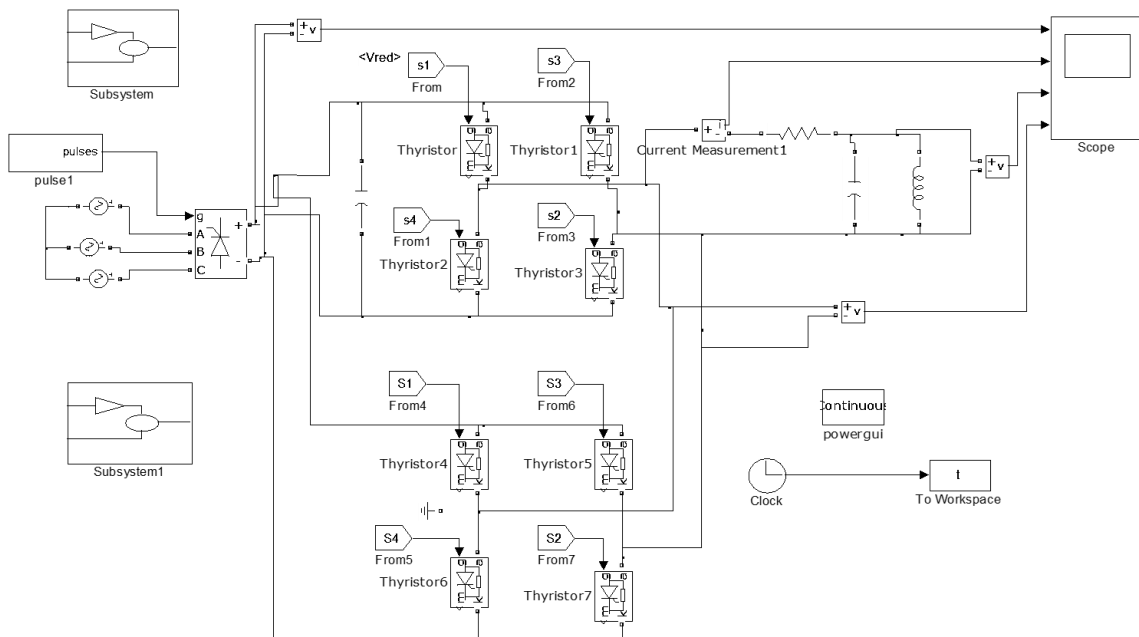 + v
-
<Vred>
s1
From
s3
From2
Subsystem
pulses
pulse1
Thyristor
Thyristor1
Current Measurement1
Scope
+ i
-
+ v
-
s4
From1
s2
From3
Thyristor2
Thyristor3
g
A
B
C
+
-
+ v
-
S1
From4
S3
From6
Continuous
powergui
Subsystem1
Thyristor4
Thyristor5
Clock
t
To Workspace
S4
From5
S2
From7
Thyristor6
Thyristor7